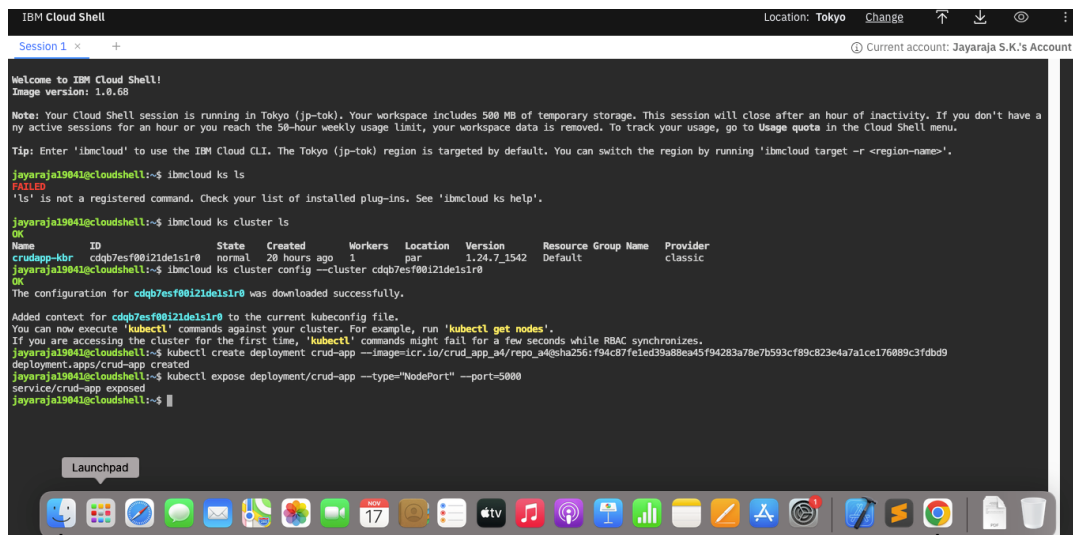 IBM Cloud Shell
Location: Tokyo Change
Session 1 × +
Current account: Jayaraja S.K.'s Account
Welcome to IBM Cloud Shell!
Image version: 1.0.68
Note: Your Cloud Shell session is running in Tokyo (jp-tok). Your workspace includes 500 MB of temporary storage. This session will close after an hour of inactivity. If you don't have a
ny active sessions for an hour or you reach the 50-hour weekly usage limit, your workspace data is removed. To track your usage, go to Usage quota in the Cloud Shell menu.
Tip: Enter 'ibmcloud' to use the IBM Cloud CLI. The Tokyo (jp-tok) region is targeted by default. You can switch the region by running 'ibmcloud target -r <region-name>'.
jayaraja19041@cloudshell:~$ ibmcloud ks ls
FAILED
'ls' is not a registered command. Check your list of installed plug-ins. See 'ibmcloud ks help'.
jayaraja19041@cloudshell:~$ ibmcloud ks cluster ls
OK
Name ID State Created Workers Location Version Resource Group Name Provider
crudapp-kbr cdqb7esf00i21de1s1r0 normal 20 hours ago 1 par 1.24.7_1542 Default classic
jayaraja19041@cloudshell:~$ ibmcloud ks cluster config --cluster cdqb7esf00i21de1s1r0
OK
The configuration for cdqb7esf00i21de1s1r0 was downloaded successfully.
Added context for cdqb7esf00i21de1s1r0 to the current kubeconfig file.
You can now execute 'kubectl' commands against your cluster. For example, run 'kubectl get nodes'.
If you are accessing the cluster for the first time, 'kubectl' commands might fail for a few seconds while RBAC synchronizes.
jayaraja19041@cloudshell:~$ kubectl create deployment crud-app --image=icr.io/crud_app_a4/repo_a4@sha256:f94c87fe1ed39a88ea45f94283a78e7b593cf89c823e4a7a1ce176089c3fdbd9
deployment.apps/crud-app created
jayaraja19041@cloudshell:~$ kubectl expose deployment/crud-app --type="NodePort" --port=5000
service/crud-app exposed
jayaraja19041@cloudshell:~$
Launchpad
NOV
17
tv
1